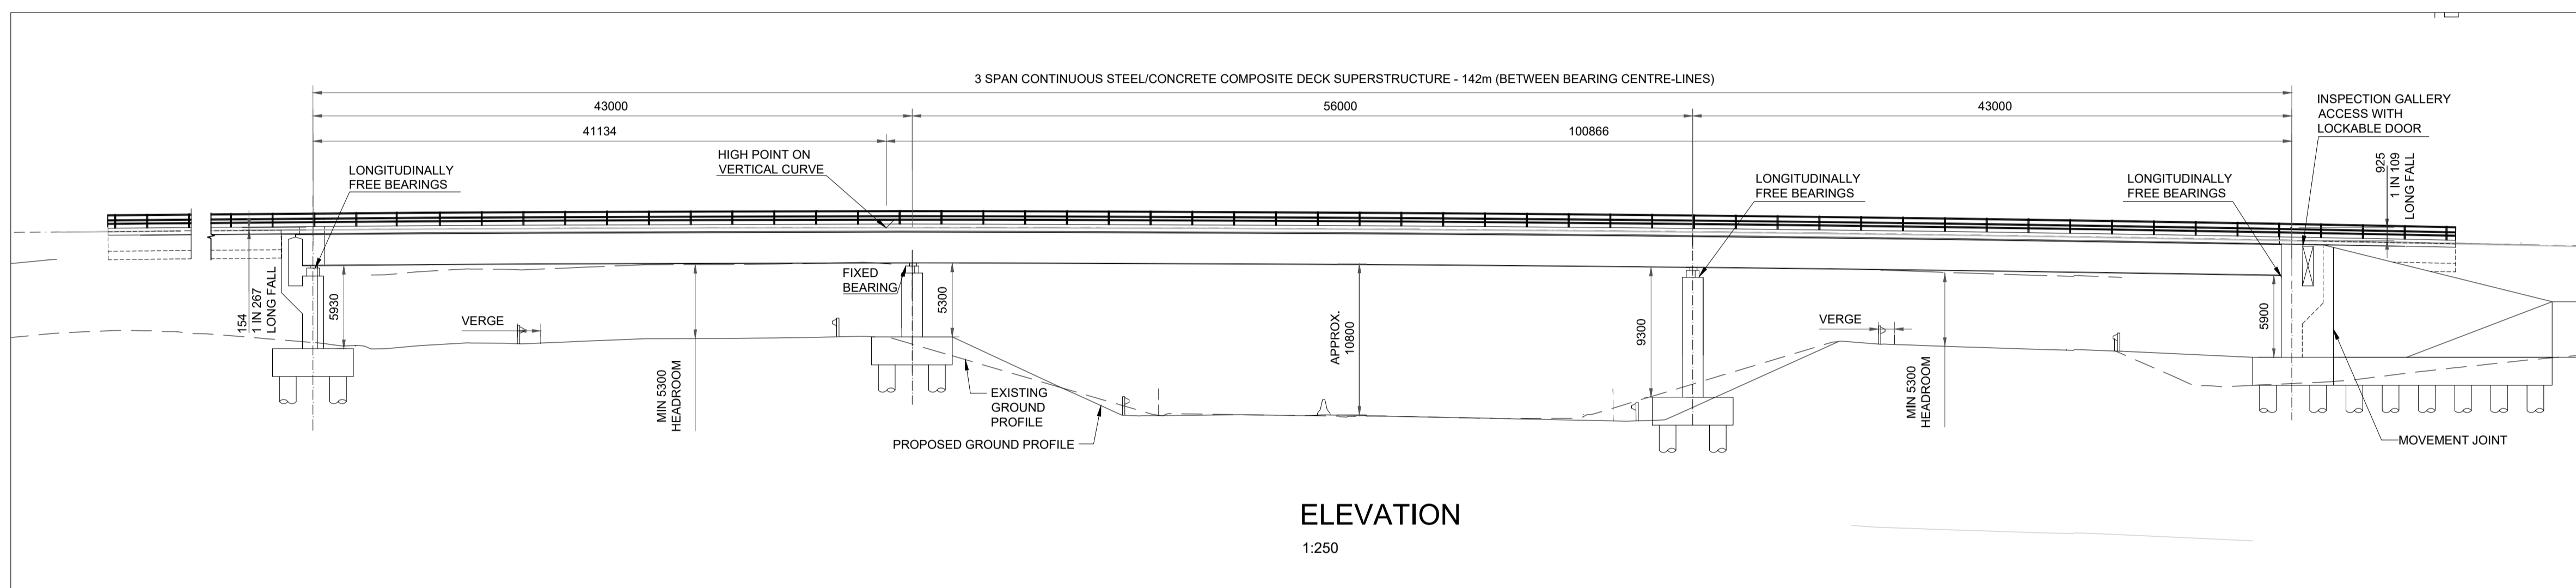 3 SPAN CONTINUOUS STEEL/CONCRETE COMPOSITE DECK SUPERSTRUCTURE - 142m (BETWEEN BEARING CENTRE-LINES)
43000
56000
43000
41134
100866
INSPECTION GALLERY
ACCESS WITH
LOCKABLE DOOR
HIGH POINT ON
VERTICAL CURVE
LONGITUDINALLY
FREE BEARINGS
LONGITUDINALLY
FREE BEARINGS
LONGITUDINALLY
FREE BEARINGS
925
1 IN 109
LONG FALL
154
1 IN 267
LONG FALL
5930
VERGE
MIN 5300
HEADROOM
FIXED
BEARING
5300
EXISTING
GROUND
PROFILE
PROPOSED GROUND PROFILE
APPROX.
10800
9300
VERGE
MIN 5300
HEADROOM
5900
MOVEMENT JOINT
ELEVATION
1:250